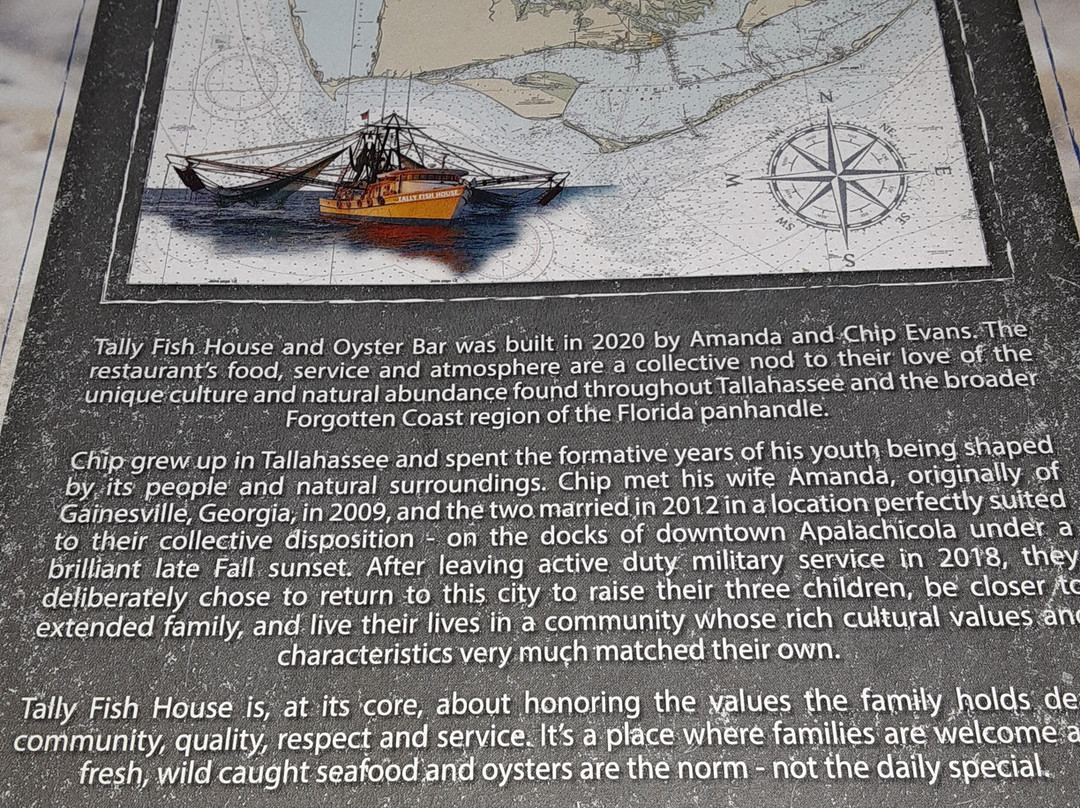 N
NE
E
SE
S
SW
W
TALLY FISH HOUSE
Tally Fish House and Oyster Bar was built in 2020 by Amanda and Chip Evans. The
restaurant's food, service and atmosphere are a collective nod to their love of the
unique culture and natural abundance found throughout Tallahassee and the broader
Forgotten Coast region of the Florida panhandle.
Chip grew up in Tallahassee and spent the formative years of his youth being shaped
by its people and natural surroundings. Chip met his wife Amanda, originally of
Gainesville, Georgia, in 2009, and the two married in 2012 in a location perfectly suited
to their collective disposition - on the docks of downtown Apalachicola under a
brilliant late Fall sunset. After leaving active duty military service in 2018, they
deliberately chose to return to this city to raise their three children, be closer to
extended family, and live their lives in a community whose rich cultural values and
characteristics very much matched their own.
Tally Fish House is, at its core, about honoring the values the family holds de
community, quality, respect and service. It's a place where families are welcome a
fresh, wild caught seafood and oysters are the norm - not the daily special.